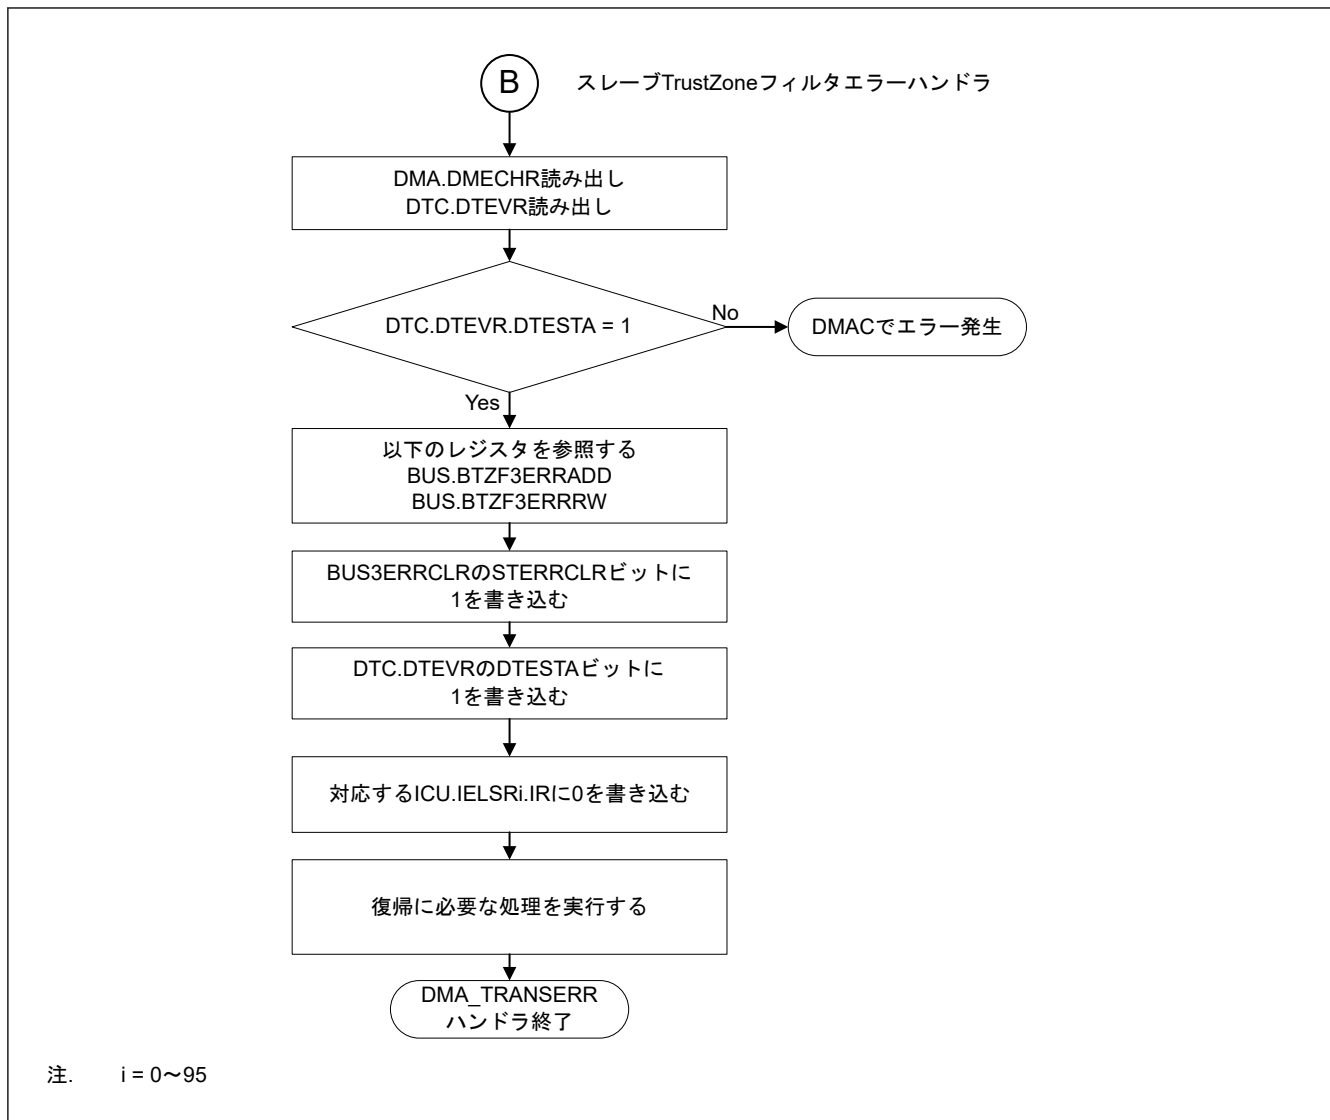 B
スレーブTrustZoneフィルタエラーハンドラ
DMA.DMECHR読み出し
DTC.DTEVR読み出し
DTC.DTEVR.DTESTA = 1
No
DMACでエラー発生
Yes
以下のレジスタを参照する
BUS.BTZF3ERRADD
BUS.BTZF3ERRRW
BUS3ERRCLRのSTERRCLRビットに
1を書き込む
DTC.DTEVRのDTESTAビットに
1を書き込む
対応するICU.IELSRi.IRに0を書き込む
復帰に必要な処理を実行する
DMA_TRANSERR
ハンドラ終了
注. i = 0～95